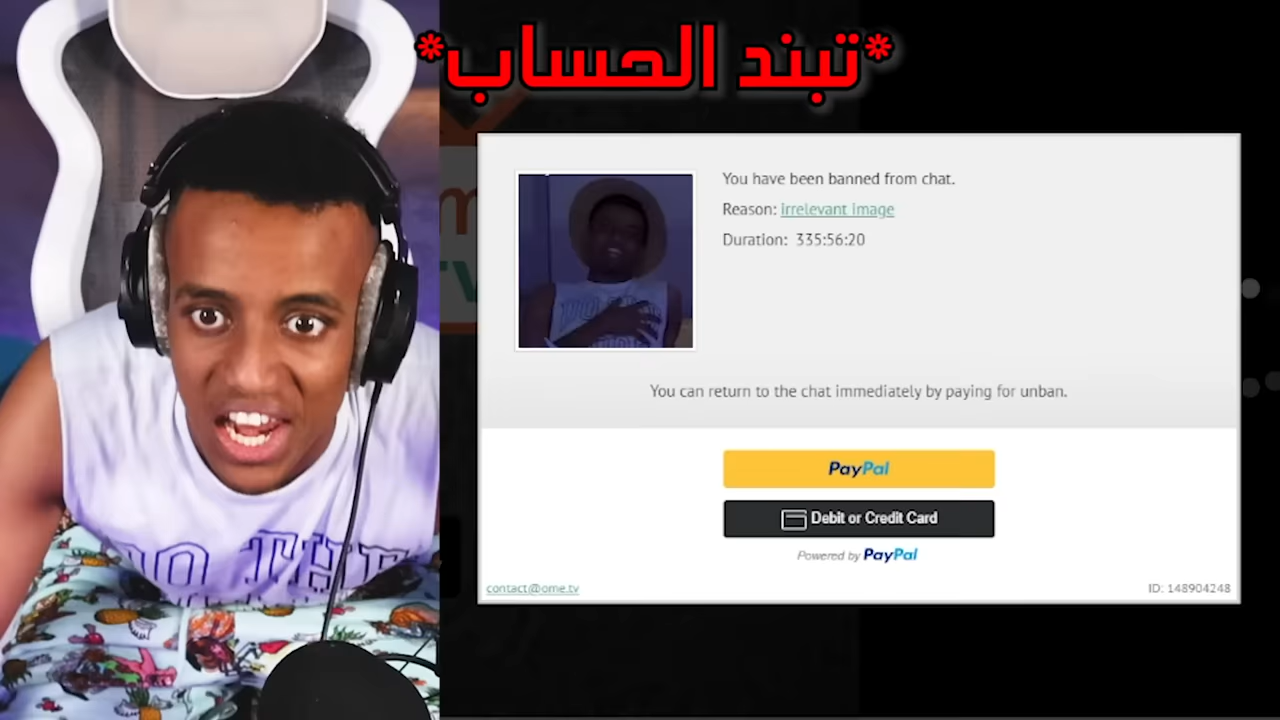 *تبند الحساب*
You have been banned from chat.
Reason: Irrelevant Image
Duration: 335:56:20
You can return to the chat immediately by paying for unban.
PayPal
Debit or Credit Card
Powered by PayPal
contact@ome.tv
ID: 148904248